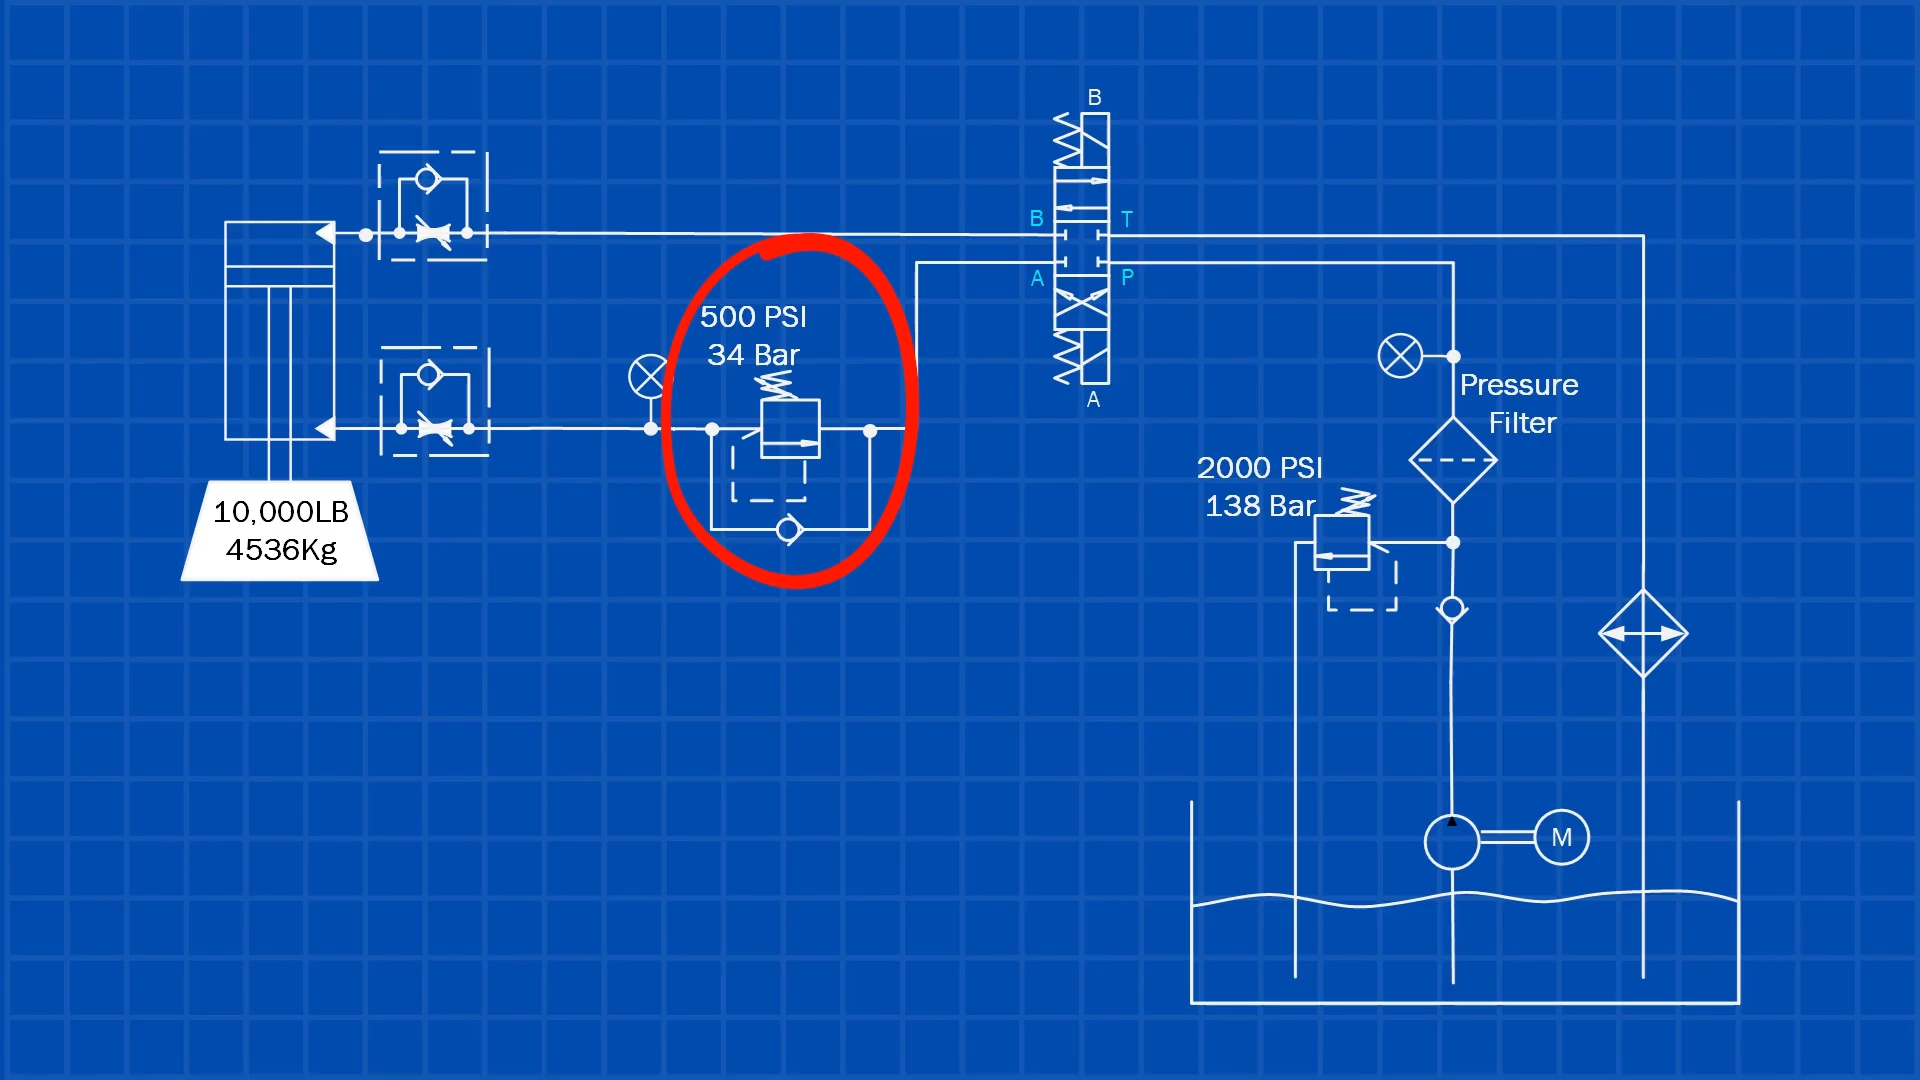 B
B
T
A
P
A
500 PSI
34 Bar
Pressure
Filter
2000 PSI
138 Bar
10,000LB
4536Kg
M